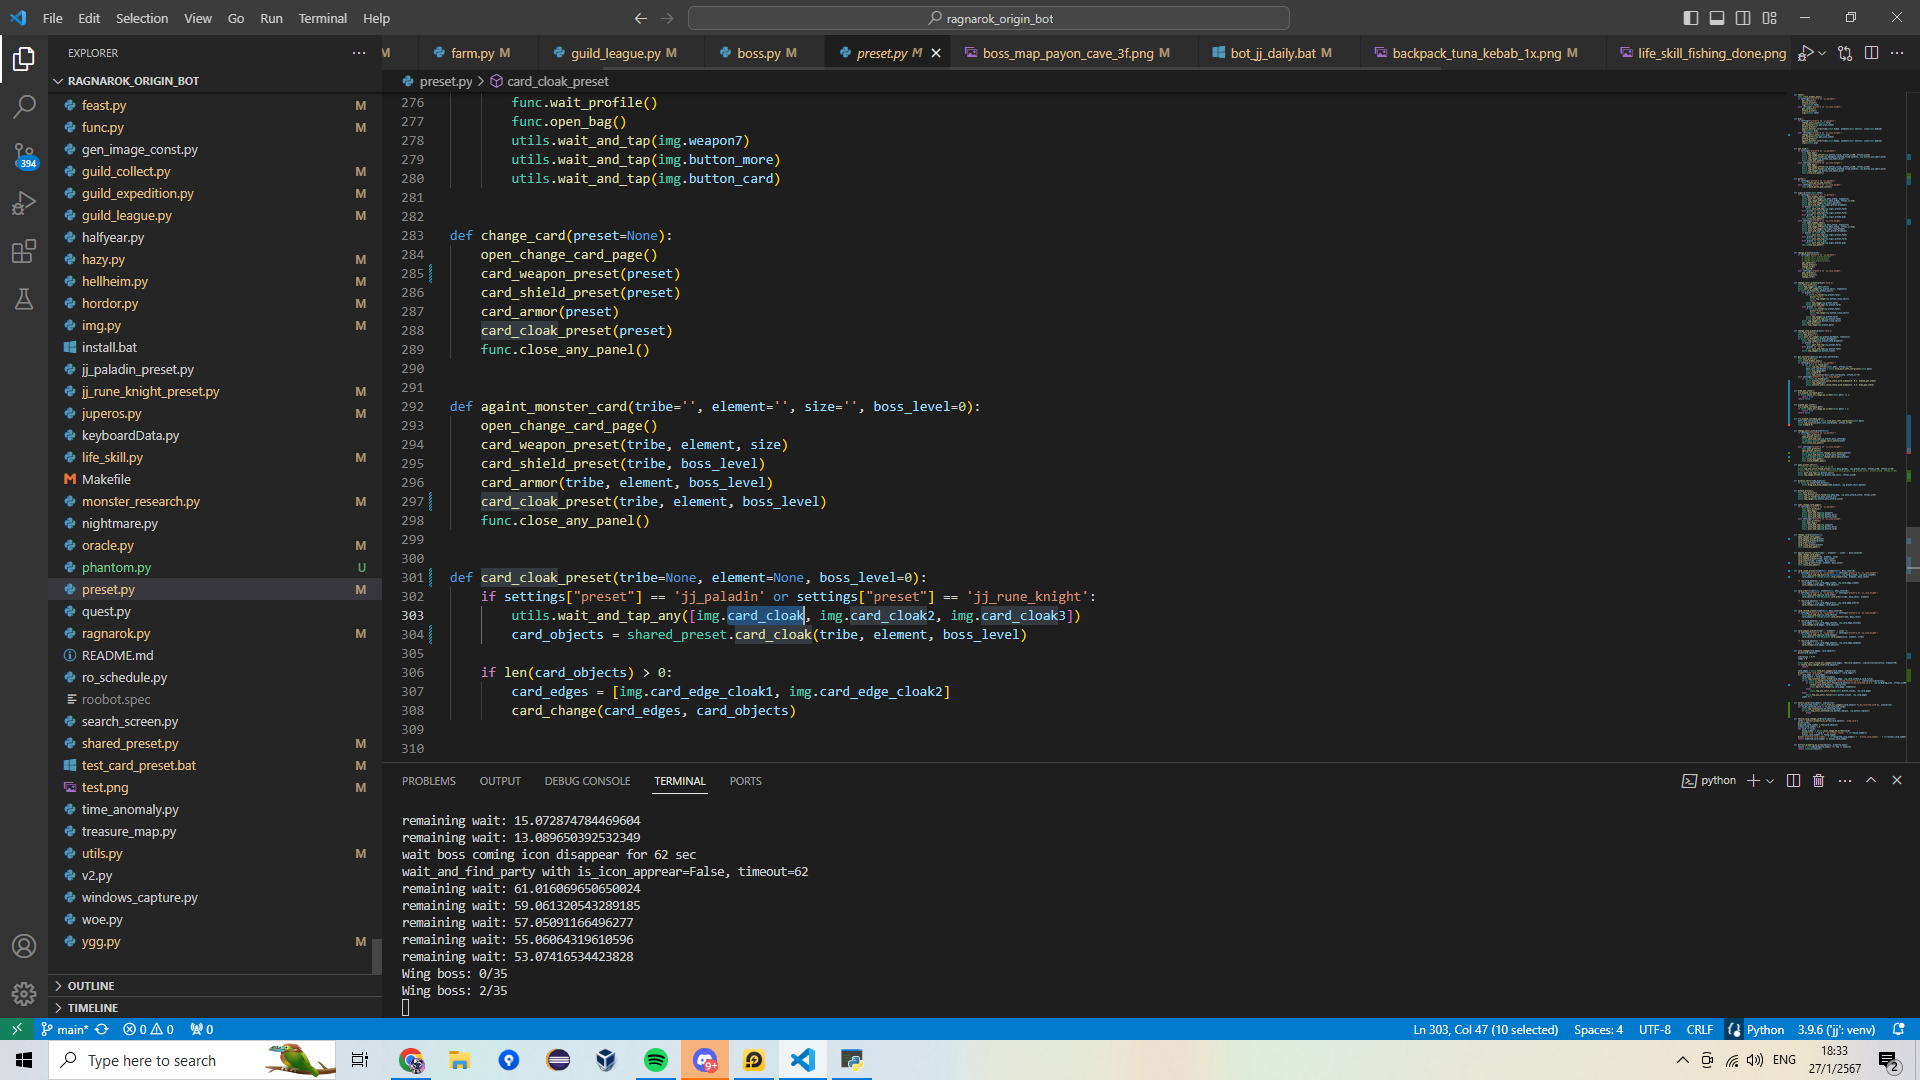 File Edit Selection View Go Run Terminal Help
ragnarok_origin_bot
EXPLORER
RAGNAROK_ORIGIN_BOT
feast.py M
func.py M
gen_image_const.py
guild_collect.py M
guild_expedition.py M
guild_league.py M
halfyear.py
hazy.py M
hellheim.py M
hordor.py M
img.py M
install.bat
jj_paladin_preset.py
jj_rune_knight_preset.py M
juperos.py M
keyboardData.py
life_skill.py M
Makefile
monster_research.py M
nightmare.py
oracle.py M
phantom.py U
preset.py M
quest.py
ragnarok.py M
README.md
ro_schedule.py
roobot.spec
search_screen.py
shared_preset.py M
test_card_preset.bat M
test.png M
time_anomaly.py
treasure_map.py
utils.py M
v2.py
windows_capture.py
woe.py
ygg.py M
OUTLINE
TIMELINE
394
M farm.py M guild_league.py M boss.py M preset.py M boss_map_payon_cave_3f.png M bot_jj_daily.bat M backpack_tuna_kebab_1x.png M life_skill_fishing_done.png
preset.py > card_cloak_preset
276 func.wait_profile()
277 func.open_bag()
278 utils.wait_and_tap(img.weapon7)
279 utils.wait_and_tap(img.button_more)
280 utils.wait_and_tap(img.button_card)
281
282
283 def change_card(preset=None):
284 open_change_card_page()
285 card_weapon_preset(preset)
286 card_shield_preset(preset)
287 card_armor(preset)
288 card_cloak_preset(preset)
289 func.close_any_panel()
290
291
292 def againt_monster_card(tribe='', element='', size='', boss_level=0):
293 open_change_card_page()
294 card_weapon_preset(tribe, element, size)
295 card_shield_preset(tribe, boss_level)
296 card_armor(tribe, element, boss_level)
297 card_cloak_preset(tribe, element, boss_level)
298 func.close_any_panel()
299
300
301 def card_cloak_preset(tribe=None, element=None, boss_level=0):
302 if settings["preset"] == 'jj_paladin' or settings["preset"] == 'jj_rune_knight':
303 utils.wait_and_tap_any([img.card_cloak, img.card_cloak2, img.card_cloak3])
304 card_objects = shared_preset.card_cloak(tribe, element, boss_level)
305
306 if len(card_objects) > 0:
307 card_edges = [img.card_edge_cloak1, img.card_edge_cloak2]
308 card_change(card_edges, card_objects)
309
310
PROBLEMS OUTPUT DEBUG CONSOLE TERMINAL PORTS
python
remaining wait: 15.072874784469604
remaining wait: 13.089650392532349
wait boss coming icon disappear for 62 sec
wait_and_find_party with is_icon_apprear=False, timeout=62
remaining wait: 61.016069650650024
remaining wait: 59.061320543289185
remaining wait: 57.05091166496277
remaining wait: 55.06064319610596
remaining wait: 53.07416534423828
Wing boss: 0/35
Wing boss: 2/35
main* 0 0 0
Ln 303, Col 47 (10 selected) Spaces: 4 UTF-8 CRLF Python 3.9.6 ('jj': venv)
Type here to search
9+
ENG
18:33
27/1/2567
2